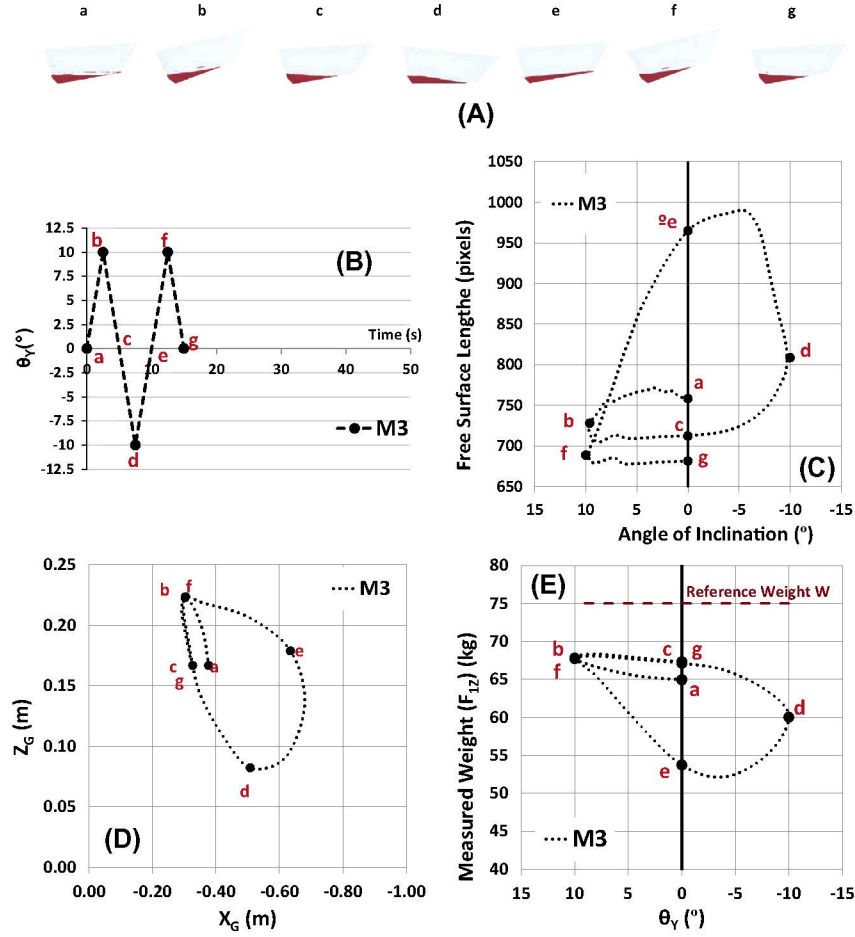 a b c d e f g
(A)
1050
1000
950
900
850
800
750
700
650
15 10 5 0 -5 -10 -15
Free Surface Lengthe (pixels)
Angle of Inclination (°)
M3
ºe
d
a
b
c
f
g
(C)
12.5
10
7.5
5
2.5
0
-2.5
-5
-7.5
-10
-12.5
0 10 20 30 40 50
θY(°)
Time (s)
b
f
(B)
c
g
a
e
M3
d
0.25
0.20
0.15
0.10
0.05
0.00
0.00 -0.20 -0.40 -0.60 -0.80 -1.00
ZG (m)
XG (m)
M3
b f
e
c
a
g
d
(D)
80
75
70
65
60
55
50
45
40
15 10 5 0 -5 -10 -15
Measured Weight (F1Z) (kg)
θY (°)
(E)
Reference Weight W
b
c g
f
a
d
e
M3